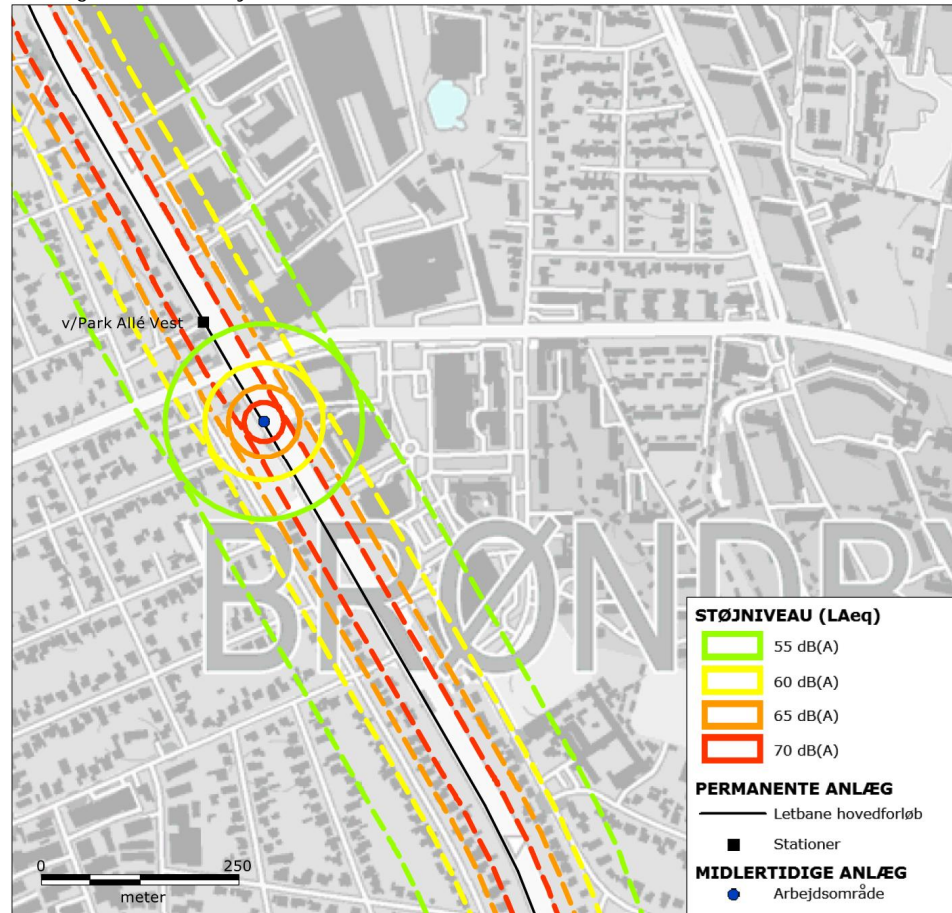 v/Park Allé Vest
BRØNDB
STØJNIVEAU (LAeq)
55 dB(A)
60 dB(A)
65 dB(A)
70 dB(A)
PERMANENTE ANLÆG
Letbane hovedforløb
Stationer
MIDLERTIDIGE ANLÆG
Arbejdsområde
0 250
meter